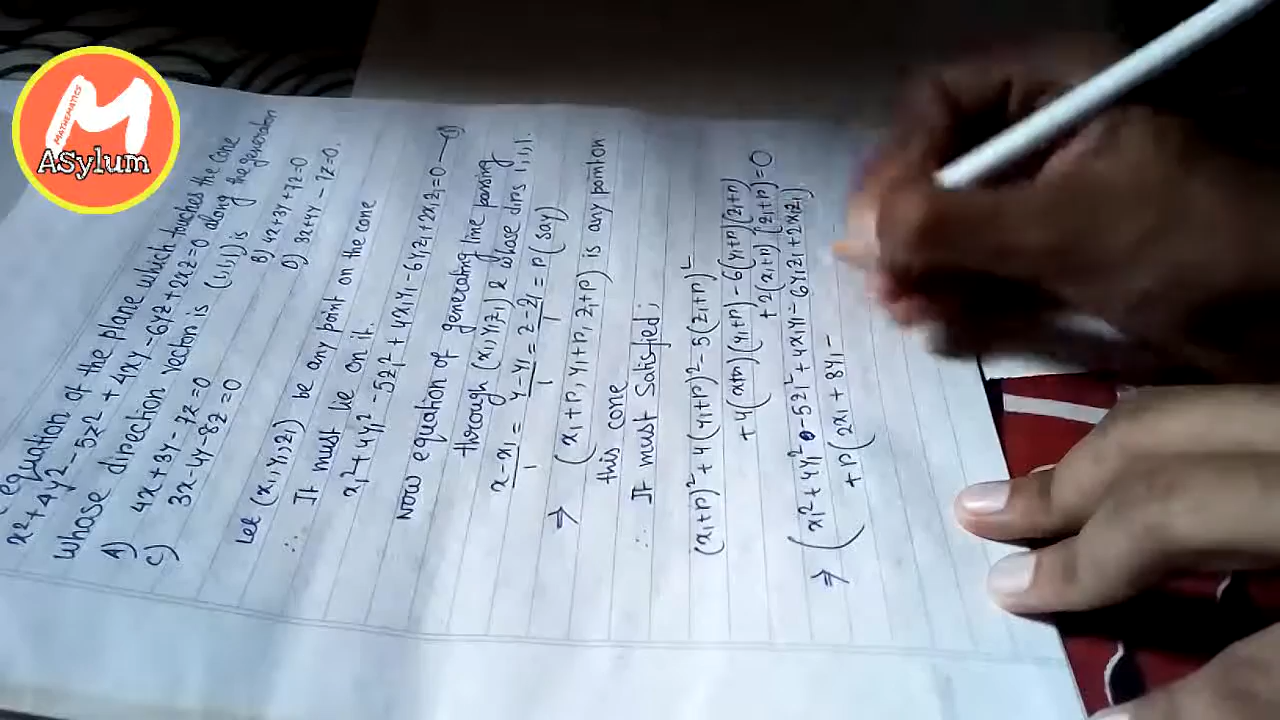 MATHEMATICS
M
Asylum
equation of the plane which touches the cone
x² + 4y² - 5z² + 4xy - 6yz + 2xz = 0 along the generator
whose direction vector is (1,1,1) is
A) 4x + 3y - 7z = 0 B) 4x + 3y + 7z = 0
C) 3x - 4y - 8z = 0 D) 3x + 4y - 7z = 0.
Let (x₁, y₁, z₁) be any point on the cone
∴ It must lie on it.
x₁² + 4y₁² - 5z₁² + 4x₁y₁ - 6y₁z₁ + 2x₁z₁ = 0 — ①
Now equation of generating line passing
through (x₁, y₁, z₁) & whose dirs 1, 1, 1.
x - x₁/1 = y - y₁/1 = z - z₁/1 = p (say)
⇒ (x₁+p, y₁+p, z₁+p) is any point on
this cone
∴ It must satisfied;
(x₁+p)² + 4(y₁+p)² - 5(z₁+p)²
+ 4(x₁+p)(y₁+p) - 6(y₁+p)(z₁+p)
+ 2(x₁+p)(z₁+p) = 0
⇒ (x₁² + 4y₁² - 5z₁² + 4x₁y₁ - 6y₁z₁ + 2x₁z₁)
+ p(2x₁ + 8y₁ -